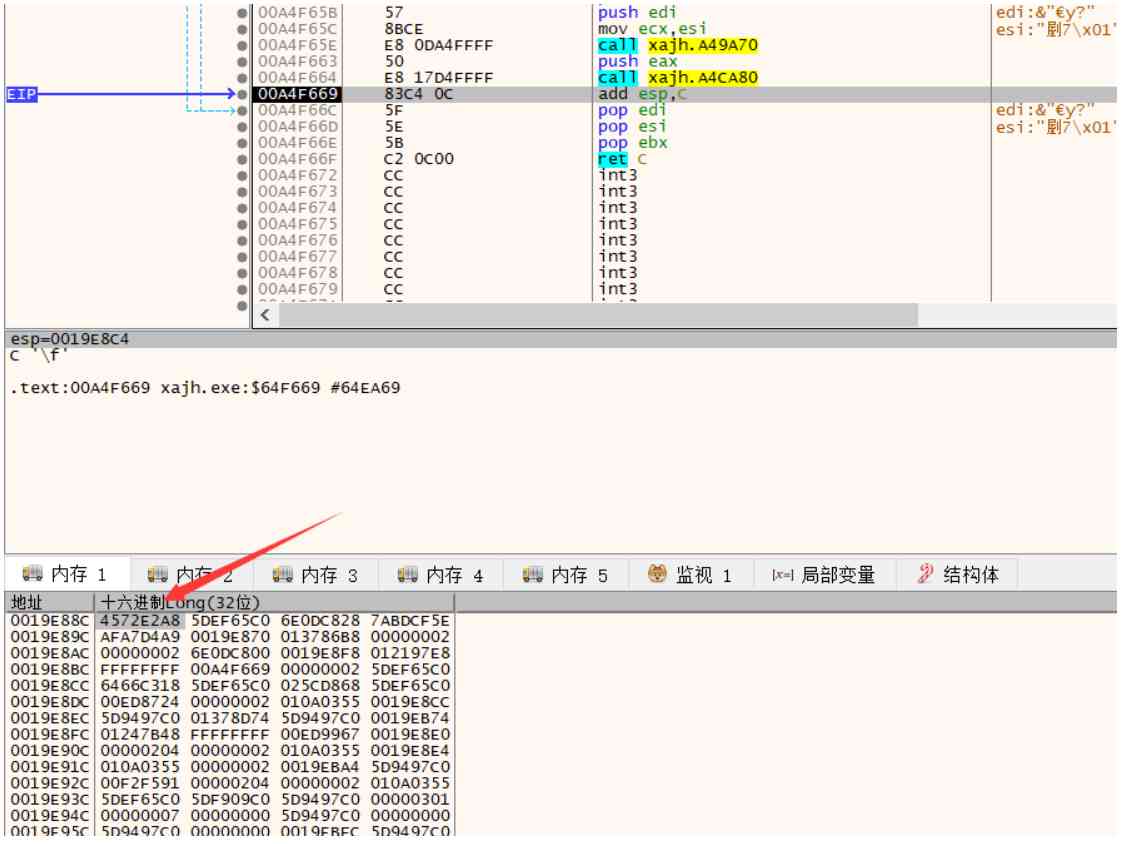 00A4F65B 57 push edi edi:&"€y?"
00A4F65C 8BCE mov ecx,esi esi:"剧7\x01"
00A4F65E E8 0DA4FFFF call xajh.A49A70
00A4F663 50 push eax
00A4F664 E8 17D4FFFF call xajh.A4CA80
EIP 00A4F669 83C4 0C add esp,C
00A4F66C 5F pop edi edi:&"€y?"
00A4F66D 5E pop esi esi:"剧7\x01"
00A4F66E 5B pop ebx
00A4F66F C2 0C00 ret C
00A4F672 CC int3
00A4F673 CC int3
00A4F674 CC int3
00A4F675 CC int3
00A4F676 CC int3
00A4F677 CC int3
00A4F678 CC int3
00A4F679 CC int3
esp=0019E8C4
C '\f'
.text:00A4F669 xajh.exe:$64F669 #64EA69
内存 1 内存 2 内存 3 内存 4 内存 5 监视 1 [x=] 局部变量 结构体
地址 十六进制Long(32位)
0019E88C 4572E2A8 5DEF65C0 6E0DC828 7ABDCF5E
0019E89C AFA7D4A9 0019E870 013786B8 00000002
0019E8AC 00000002 6E0DC800 0019E8F8 012197E8
0019E8BC FFFFFFFF 00A4F669 00000002 5DEF65C0
0019E8CC 6466C318 5DEF65C0 025CD868 5DEF65C0
0019E8DC 00ED8724 00000002 010A0355 0019E8CC
0019E8EC 5D9497C0 01378D74 5D9497C0 0019EB74
0019E8FC 01247B48 FFFFFFFF 00ED9967 0019E8E0
0019E90C 00000204 00000002 010A0355 0019E8E4
0019E91C 010A0355 00000002 0019EBA4 5D9497C0
0019E92C 00F2F591 00000204 00000002 010A0355
0019E93C 5DEF65C0 5DF909C0 5D9497C0 00000301
0019E94C 00000007 00000000 5D9497C0 00000000
0019E95C 5D9497C0 00000000 0019EBFC 5D9497C0